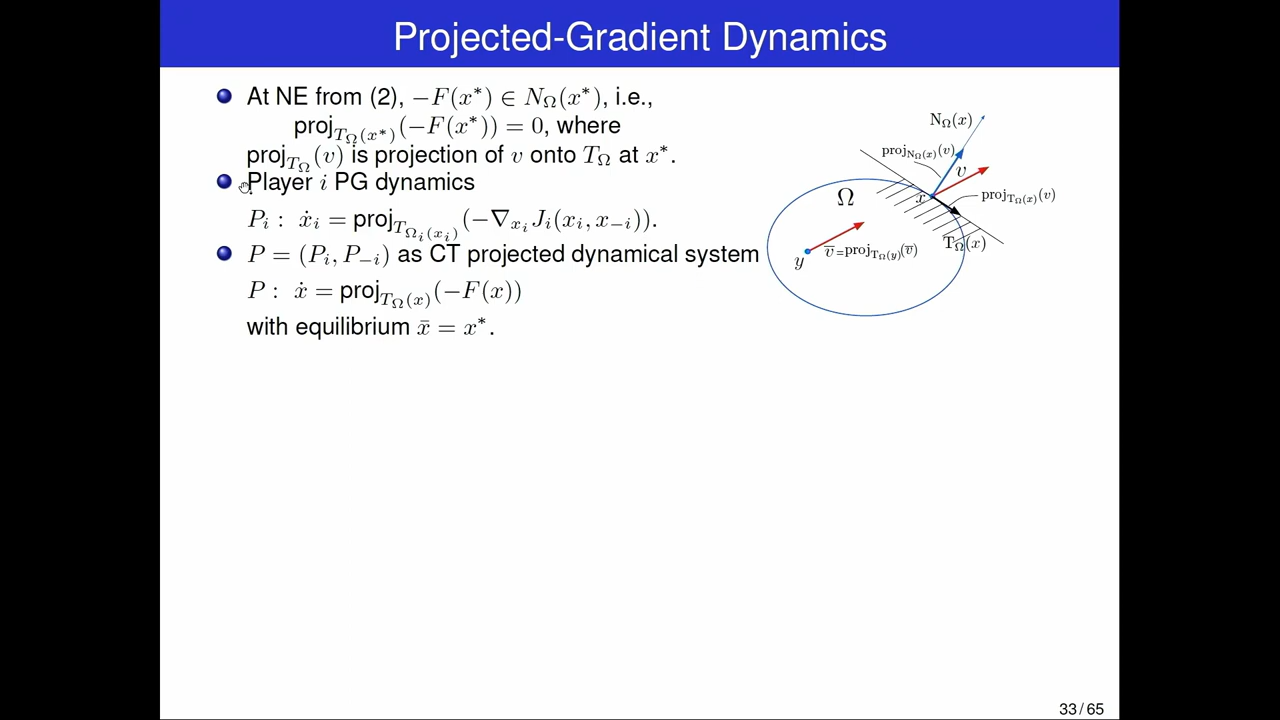 Projected-Gradient Dynamics
At NE from (2), −F(x*) ∈ N_Ω(x*), i.e.,
proj_{T_Ω(x*)}(−F(x*)) = 0, where
proj_{T_Ω}(v) is projection of v onto T_Ω at x*.
Player i PG dynamics
P_i : ẋ_i = proj_{T_{Ω_i}(x_i)}(−∇_{x_i} J_i(x_i, x_{−i})).
P = (P_i, P_{−i}) as CT projected dynamical system
P : ẋ = proj_{T_Ω(x)}(−F(x))
with equilibrium x̄ = x*.
N_Ω(x)
proj_{N_Ω(x)}(v)
v
Ω
x
proj_{T_Ω(x)}(v)
T_Ω(x)
y
v̄=proj_{T_Ω(y)}(v̄)
33 / 65